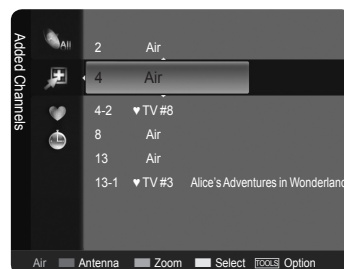 Added Channels
All
2 Air
4 Air
4-2 ♥ TV #8
8 Air
13 Air
13-1 ♥ TV #3 Alice's Adventures in Wonderland
Air Antenna Zoom Select TOOLS Option